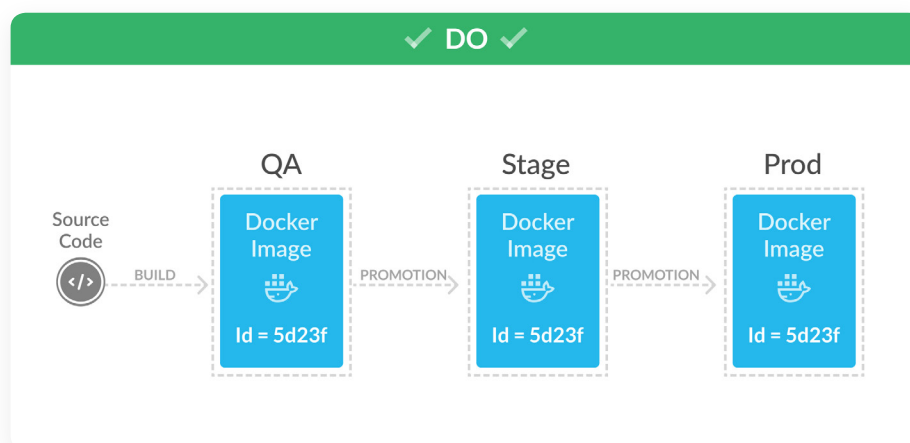 DO
QA
Stage
Prod
Source
Code
</>
BUILD
Docker
Image
Id = 5d23f
PROMOTION
Docker
Image
Id = 5d23f
PROMOTION
Docker
Image
Id = 5d23f